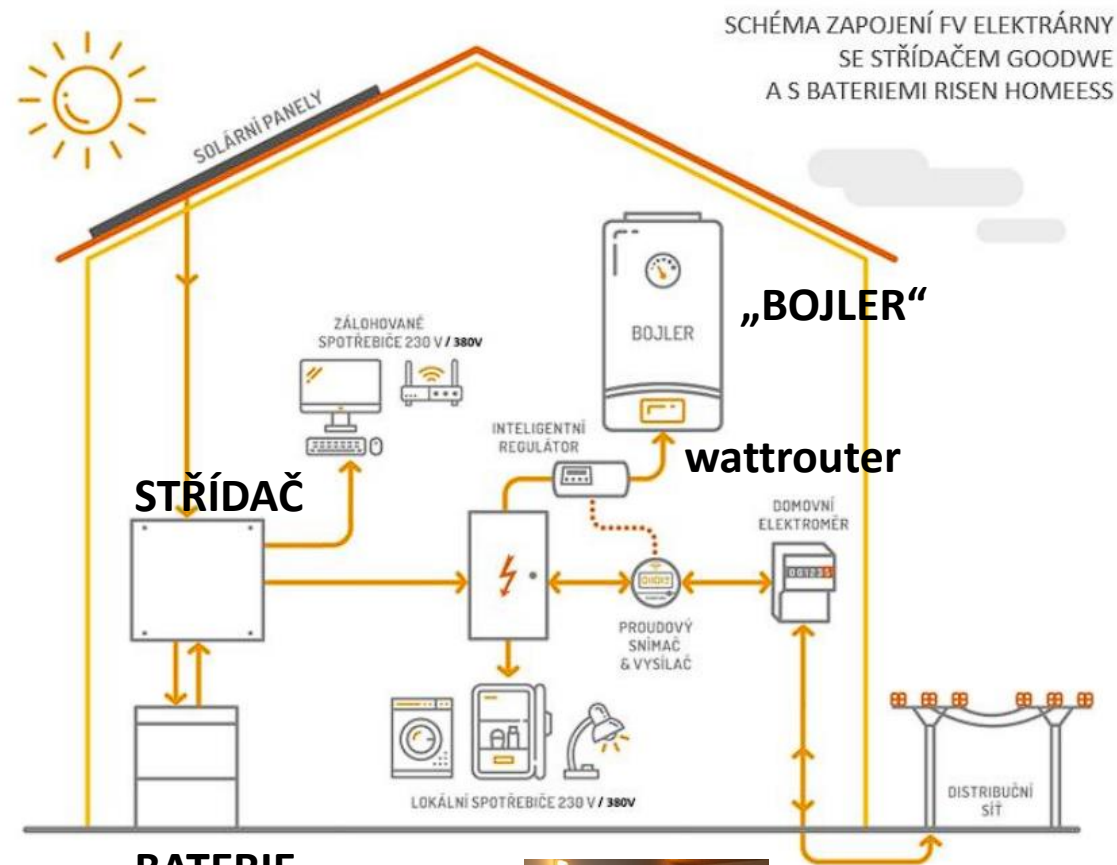 SCHÉMA ZAPOJENÍ FV ELEKTRÁRNY
SE STŘÍDAČEM GOODWE
A S BATERIEMI RISEN HOMEESS
SOLÁRNÍ PANELY
„BOJLER“
BOJLER
ZÁLOHOVANÉ
SPOTŘEBIČE 230 V / 380V
INTELIGENTNÍ
REGULÁTOR
wattrouter
STŘÍDAČ
DOMOVNÍ
ELEKTROMĚR
PROUDOVÝ
SNÍMAČ
& VYSÍLAČ
LOKÁLNÍ SPOTŘEBIČE 230 V / 380V
DISTRIBUČNÍ
SÍŤ
BATERIE